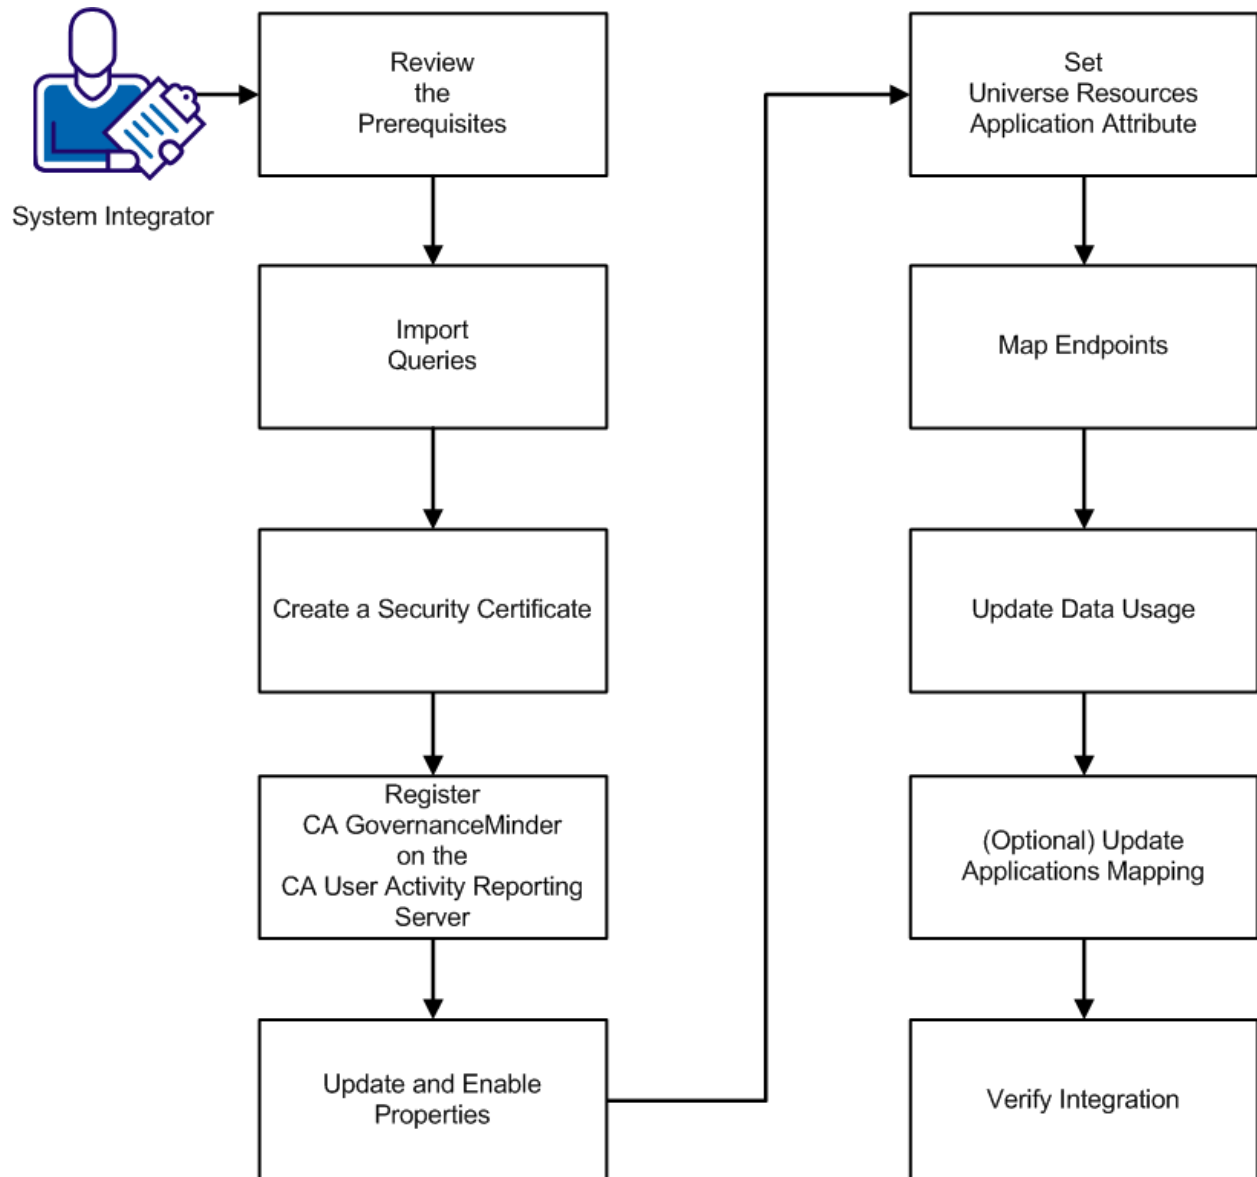 System Integrator
Review
the
Prerequisites
Import
Queries
Create a Security Certificate
Register
CA GovernanceMinder
on the
CA User Activity Reporting
Server
Update and Enable
Properties
Set
Universe Resources
Application Attribute
Map Endpoints
Update Data Usage
(Optional) Update
Applications Mapping
Verify Integration